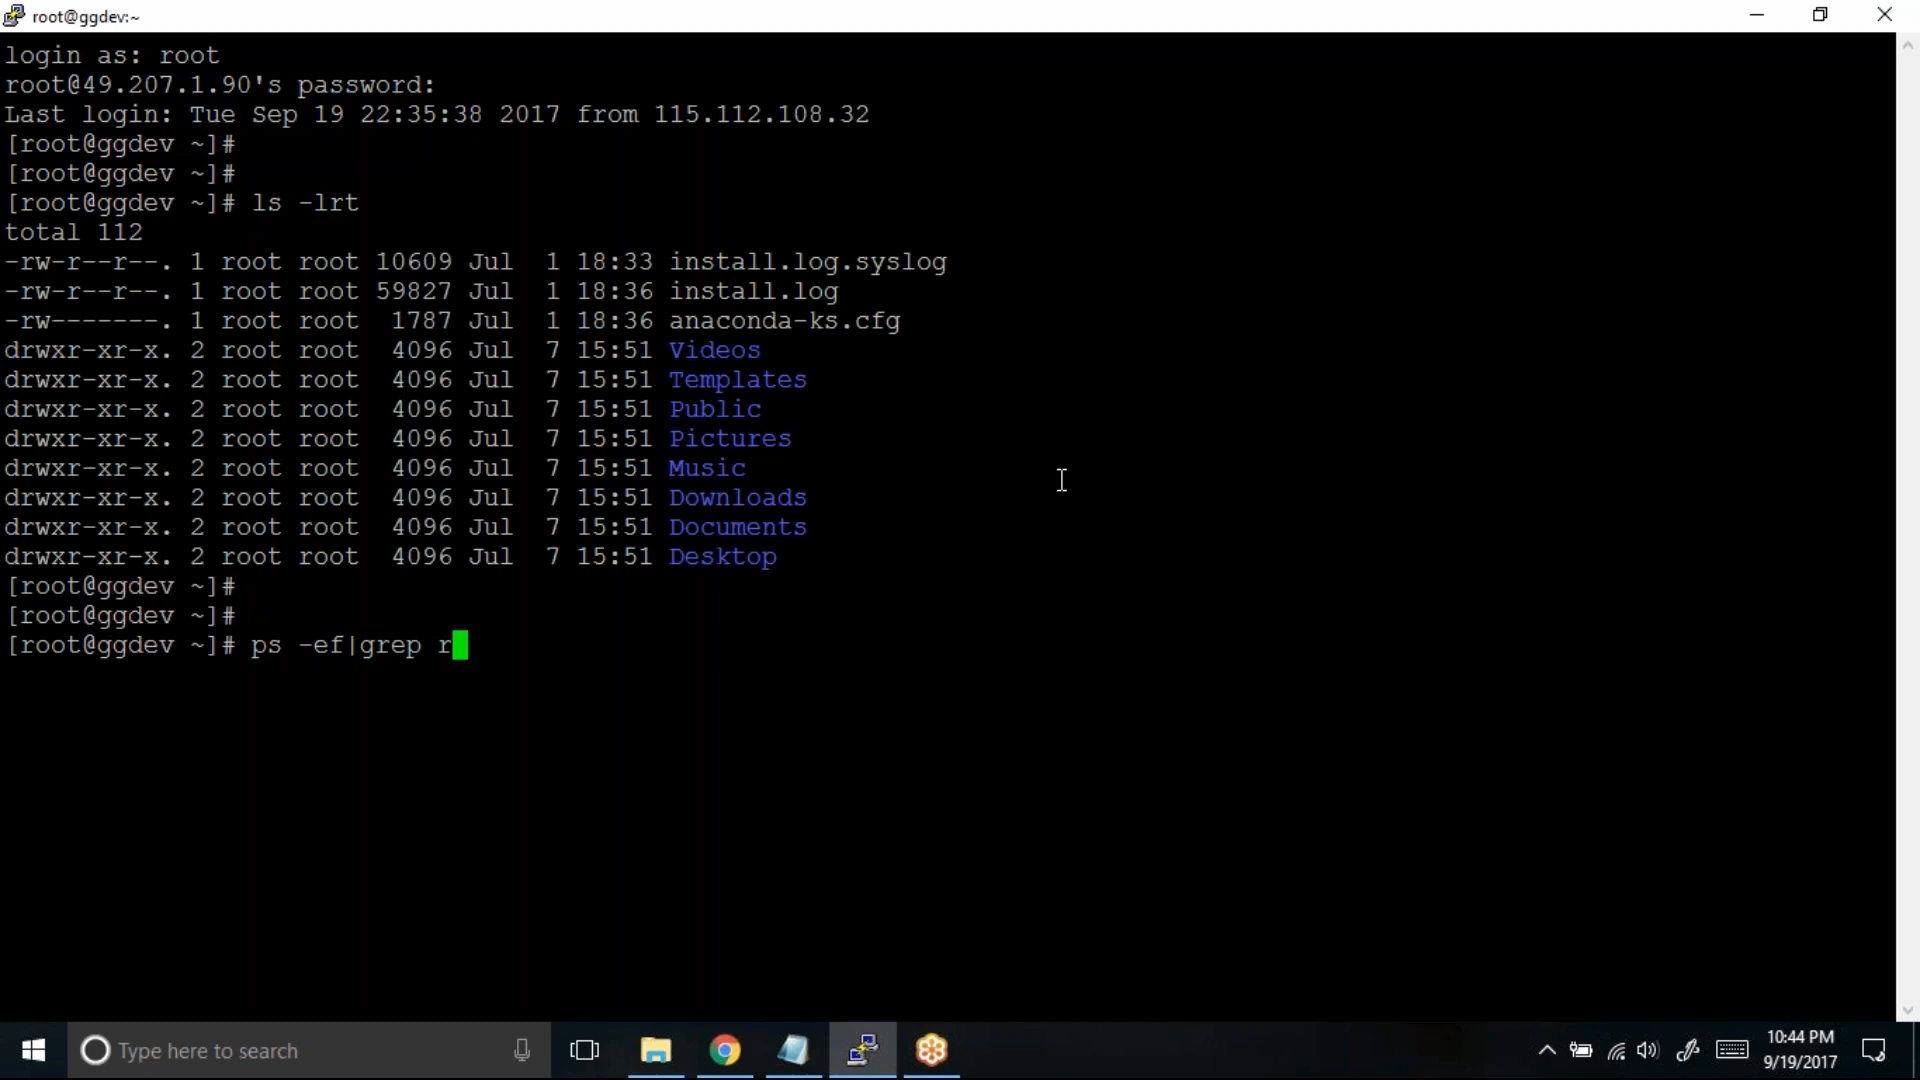 root@ggdev:~
login as: root
root@49.207.1.90's password:
Last login: Tue Sep 19 22:35:38 2017 from 115.112.108.32
[root@ggdev ~]#
[root@ggdev ~]#
[root@ggdev ~]# ls -lrt
total 112
-rw-r--r--. 1 root root 10609 Jul  1 18:33 install.log.syslog
-rw-r--r--. 1 root root 59827 Jul  1 18:36 install.log
-rw-------. 1 root root  1787 Jul  1 18:36 anaconda-ks.cfg
drwxr-xr-x. 2 root root  4096 Jul  7 15:51 Videos
drwxr-xr-x. 2 root root  4096 Jul  7 15:51 Templates
drwxr-xr-x. 2 root root  4096 Jul  7 15:51 Public
drwxr-xr-x. 2 root root  4096 Jul  7 15:51 Pictures
drwxr-xr-x. 2 root root  4096 Jul  7 15:51 Music
drwxr-xr-x. 2 root root  4096 Jul  7 15:51 Downloads
drwxr-xr-x. 2 root root  4096 Jul  7 15:51 Documents
drwxr-xr-x. 2 root root  4096 Jul  7 15:51 Desktop
[root@ggdev ~]#
[root@ggdev ~]#
[root@ggdev ~]# ps -ef|grep r
Type here to search
10:44 PM
9/19/2017